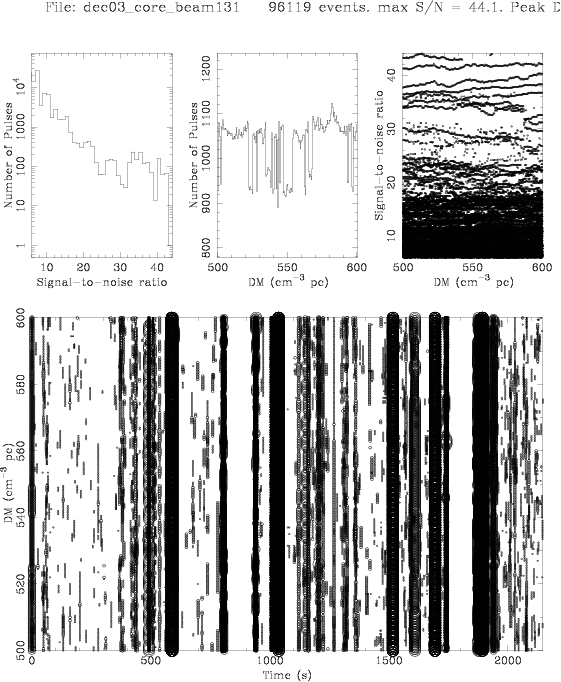 File: dec03_core_beam131 96119 events. max S/N = 44.1. Peak D
Number of Pulses
1 10 100 1000 10^4
10 20 30 40
Signal-to-noise ratio
Number of Pulses
800 900 1000 1100 1200
500 550 600
DM (cm^-3 pc)
Signal-to-noise ratio
10 20 30 40
500 550 600
DM (cm^-3 pc)
DM (cm^-3 pc)
500 520 540 560 580 600
0 500 1000 1500 2000
Time (s)